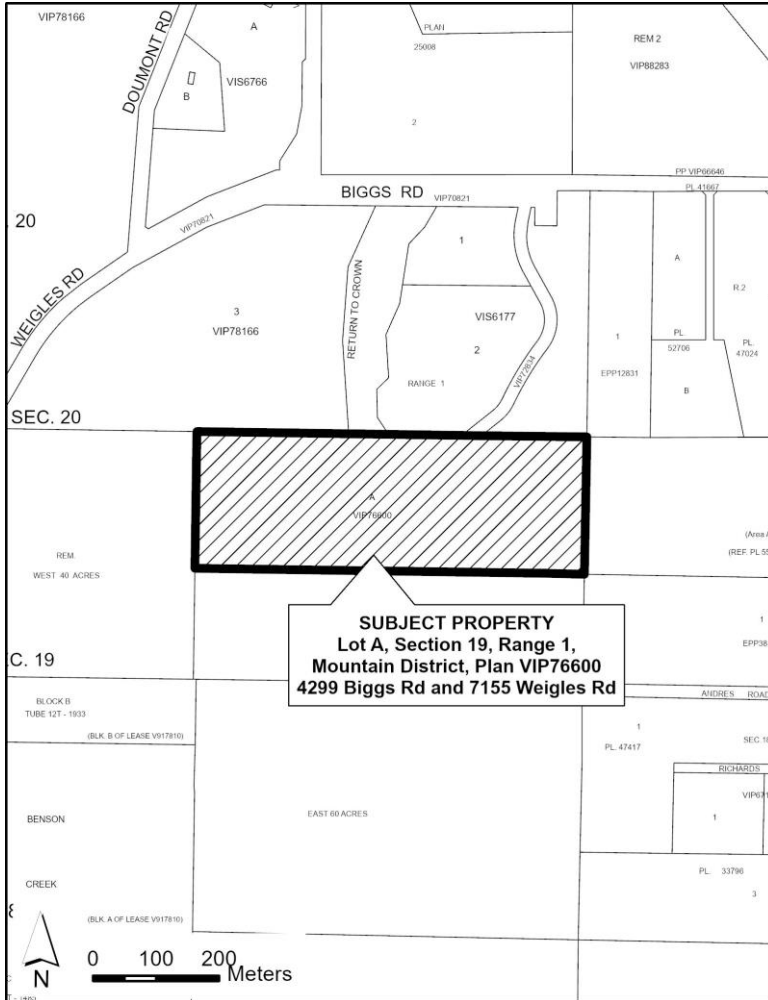 VIP78166
DOUMONT RD
A
PLAN
25008
REM 2
VIP88283
VIS6766
B
2
PP VIP66646
PL 41667
BIGGS RD
VIP70821
20
VIP70821
WEIGLES RD
1
A
R.2
3
VIP78166
RETURN TO CROWN
VIS6177
2
RANGE 1
VIP72834
1
EPP12831
PL
52706
PL.
47024
B
SEC. 20
A
VIP76600
REM.
WEST 40 ACRES
(Area
(REF. PL 55
SUBJECT PROPERTY
Lot A, Section 19, Range 1,
Mountain District, Plan VIP76600
4299 Biggs Rd and 7155 Weigles Rd
1
EPP38
C. 19
BLOCK B
TUBE 12T - 1933
(BLK. B OF LEASE V917810)
ANDRES ROAD
1
PL. 47417
SEC 18
RICHARDS
VIP671
1
BENSON
EAST 60 ACRES
CREEK
PL. 33796
3
(BLK. A OF LEASE V917810)
N
0 100 200
Meters